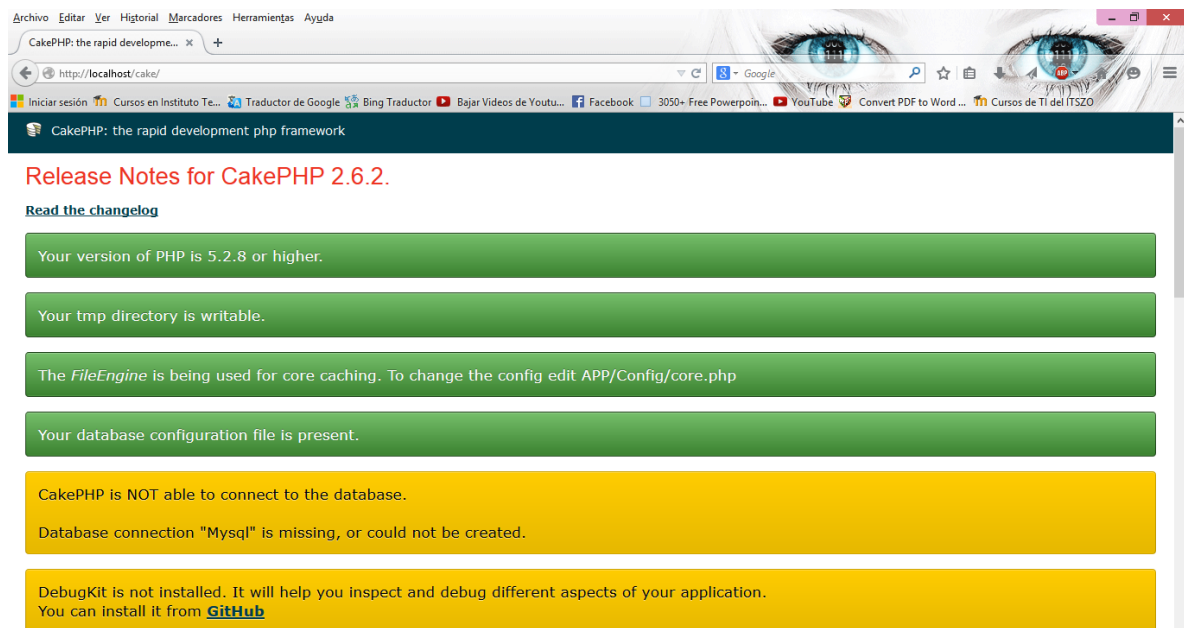 Archivo Editar Ver Historial Marcadores Herramientas Ayuda
CakePHP: the rapid developme... × +
http://localhost/cake/ 8 Google ABP
Iniciar sesión Cursos en Instituto Te... Traductor de Google Bing Traductor Bajar Videos de Youtu... Facebook 3050+ Free Powerpoin... YouTube Convert PDF to Word ... Cursos de TI del ITSZO
CakePHP: the rapid development php framework
Release Notes for CakePHP 2.6.2.
Read the changelog
Your version of PHP is 5.2.8 or higher.
Your tmp directory is writable.
The FileEngine is being used for core caching. To change the config edit APP/Config/core.php
Your database configuration file is present.
CakePHP is NOT able to connect to the database.
Database connection "Mysql" is missing, or could not be created.
DebugKit is not installed. It will help you inspect and debug different aspects of your application.
You can install it from GitHub